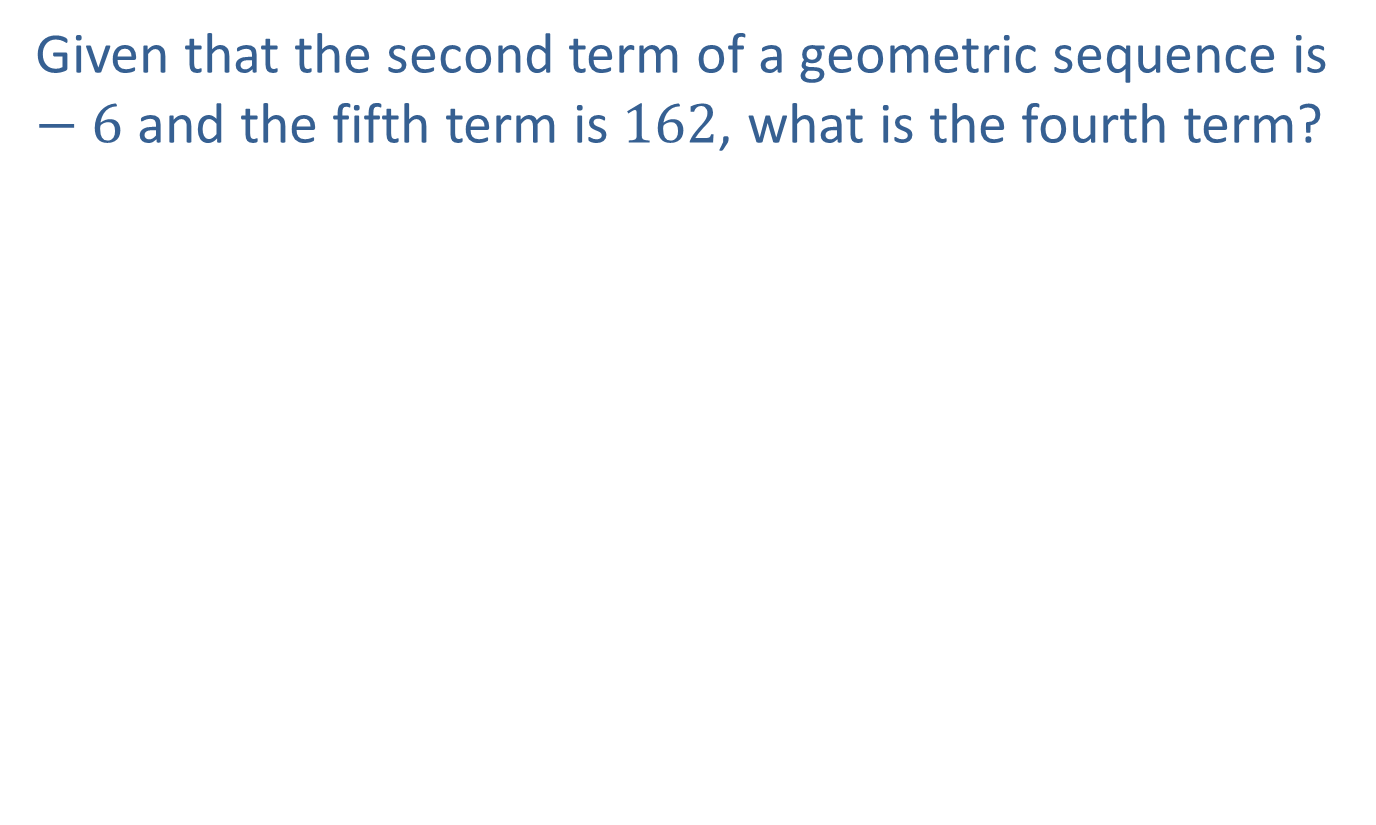 Given that the second term of a geometric sequence is
− 6 and the fifth term is 162, what is the fourth term?